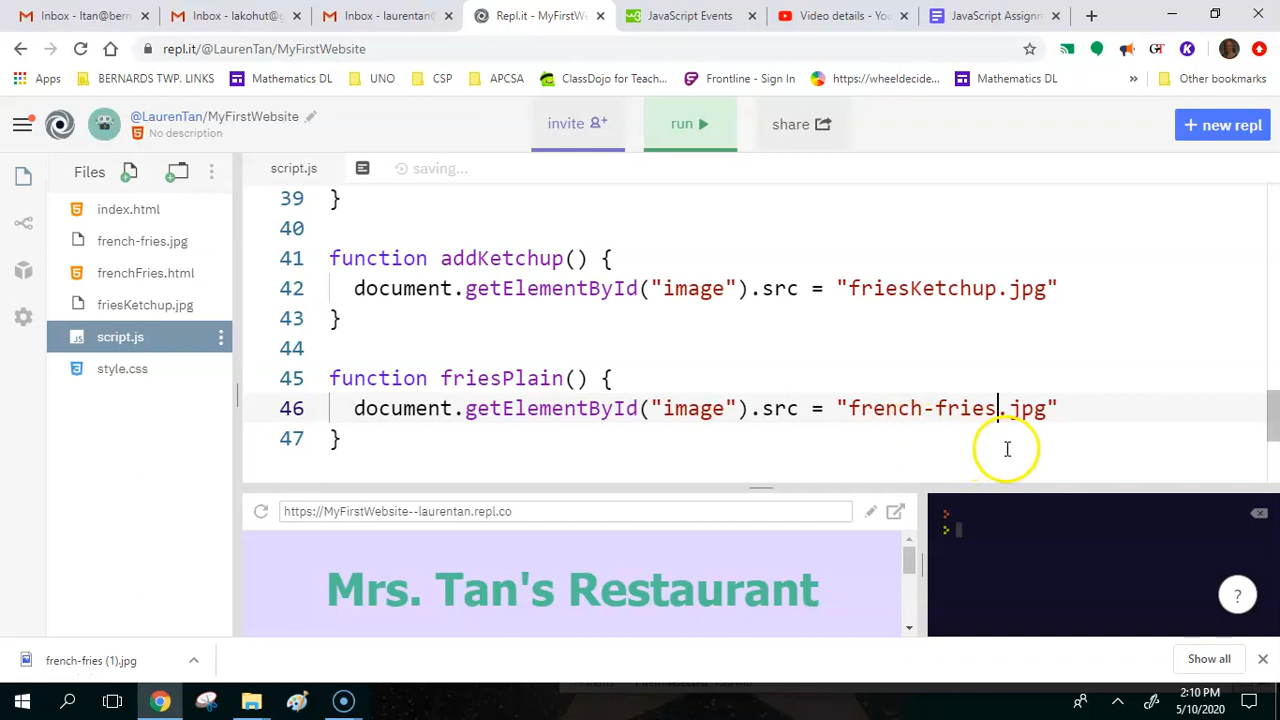 Inbox - ltan@bern
Inbox - lakohut@g
Inbox - laurentan@
Repl.it - MyFirstW
JavaScript Events
Video details - Yo
JavaScript Assignm
repl.it/@LaurenTan/MyFirstWebsite
Apps
BERNARDS TWP. LINKS
Mathematics DL
UNO
CSP
APCSA
ClassDojo for Teach...
Frontline - Sign In
https://wheeldecide...
Mathematics DL
Other bookmarks
@LaurenTan/MyFirstWebsite
No description
invite
run
share
+ new repl
Files
script.js
saving...
index.html
french-fries.jpg
frenchFries.html
friesKetchup.jpg
script.js
style.css
39 }
40
41 function addKetchup() {
42 document.getElementById("image").src = "friesKetchup.jpg"
43 }
44
45 function friesPlain() {
46 document.getElementById("image").src = "french-fries.jpg"
47 }
https://MyFirstWebsite--laurentan.repl.co
Mrs. Tan's Restaurant
?
french-fries (1).jpg
Show all
2:10 PM
5/10/2020